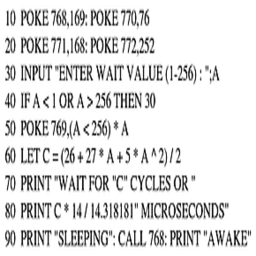 10 POKE 768,169: POKE 770,76
20 POKE 771,168: POKE 772,252
30 INPUT "ENTER WAIT VALUE (1-256) : ";A
40 IF A < 1 OR A > 256 THEN 30
50 POKE 769,(A < 256) * A
60 LET C = (26 + 27 * A + 5 * A ^ 2) / 2
70 PRINT "WAIT FOR "C" CYCLES OR "
80 PRINT C * 14 / 14.318181" MICROSECONDS"
90 PRINT "SLEEPING": CALL 768: PRINT "AWAKE"